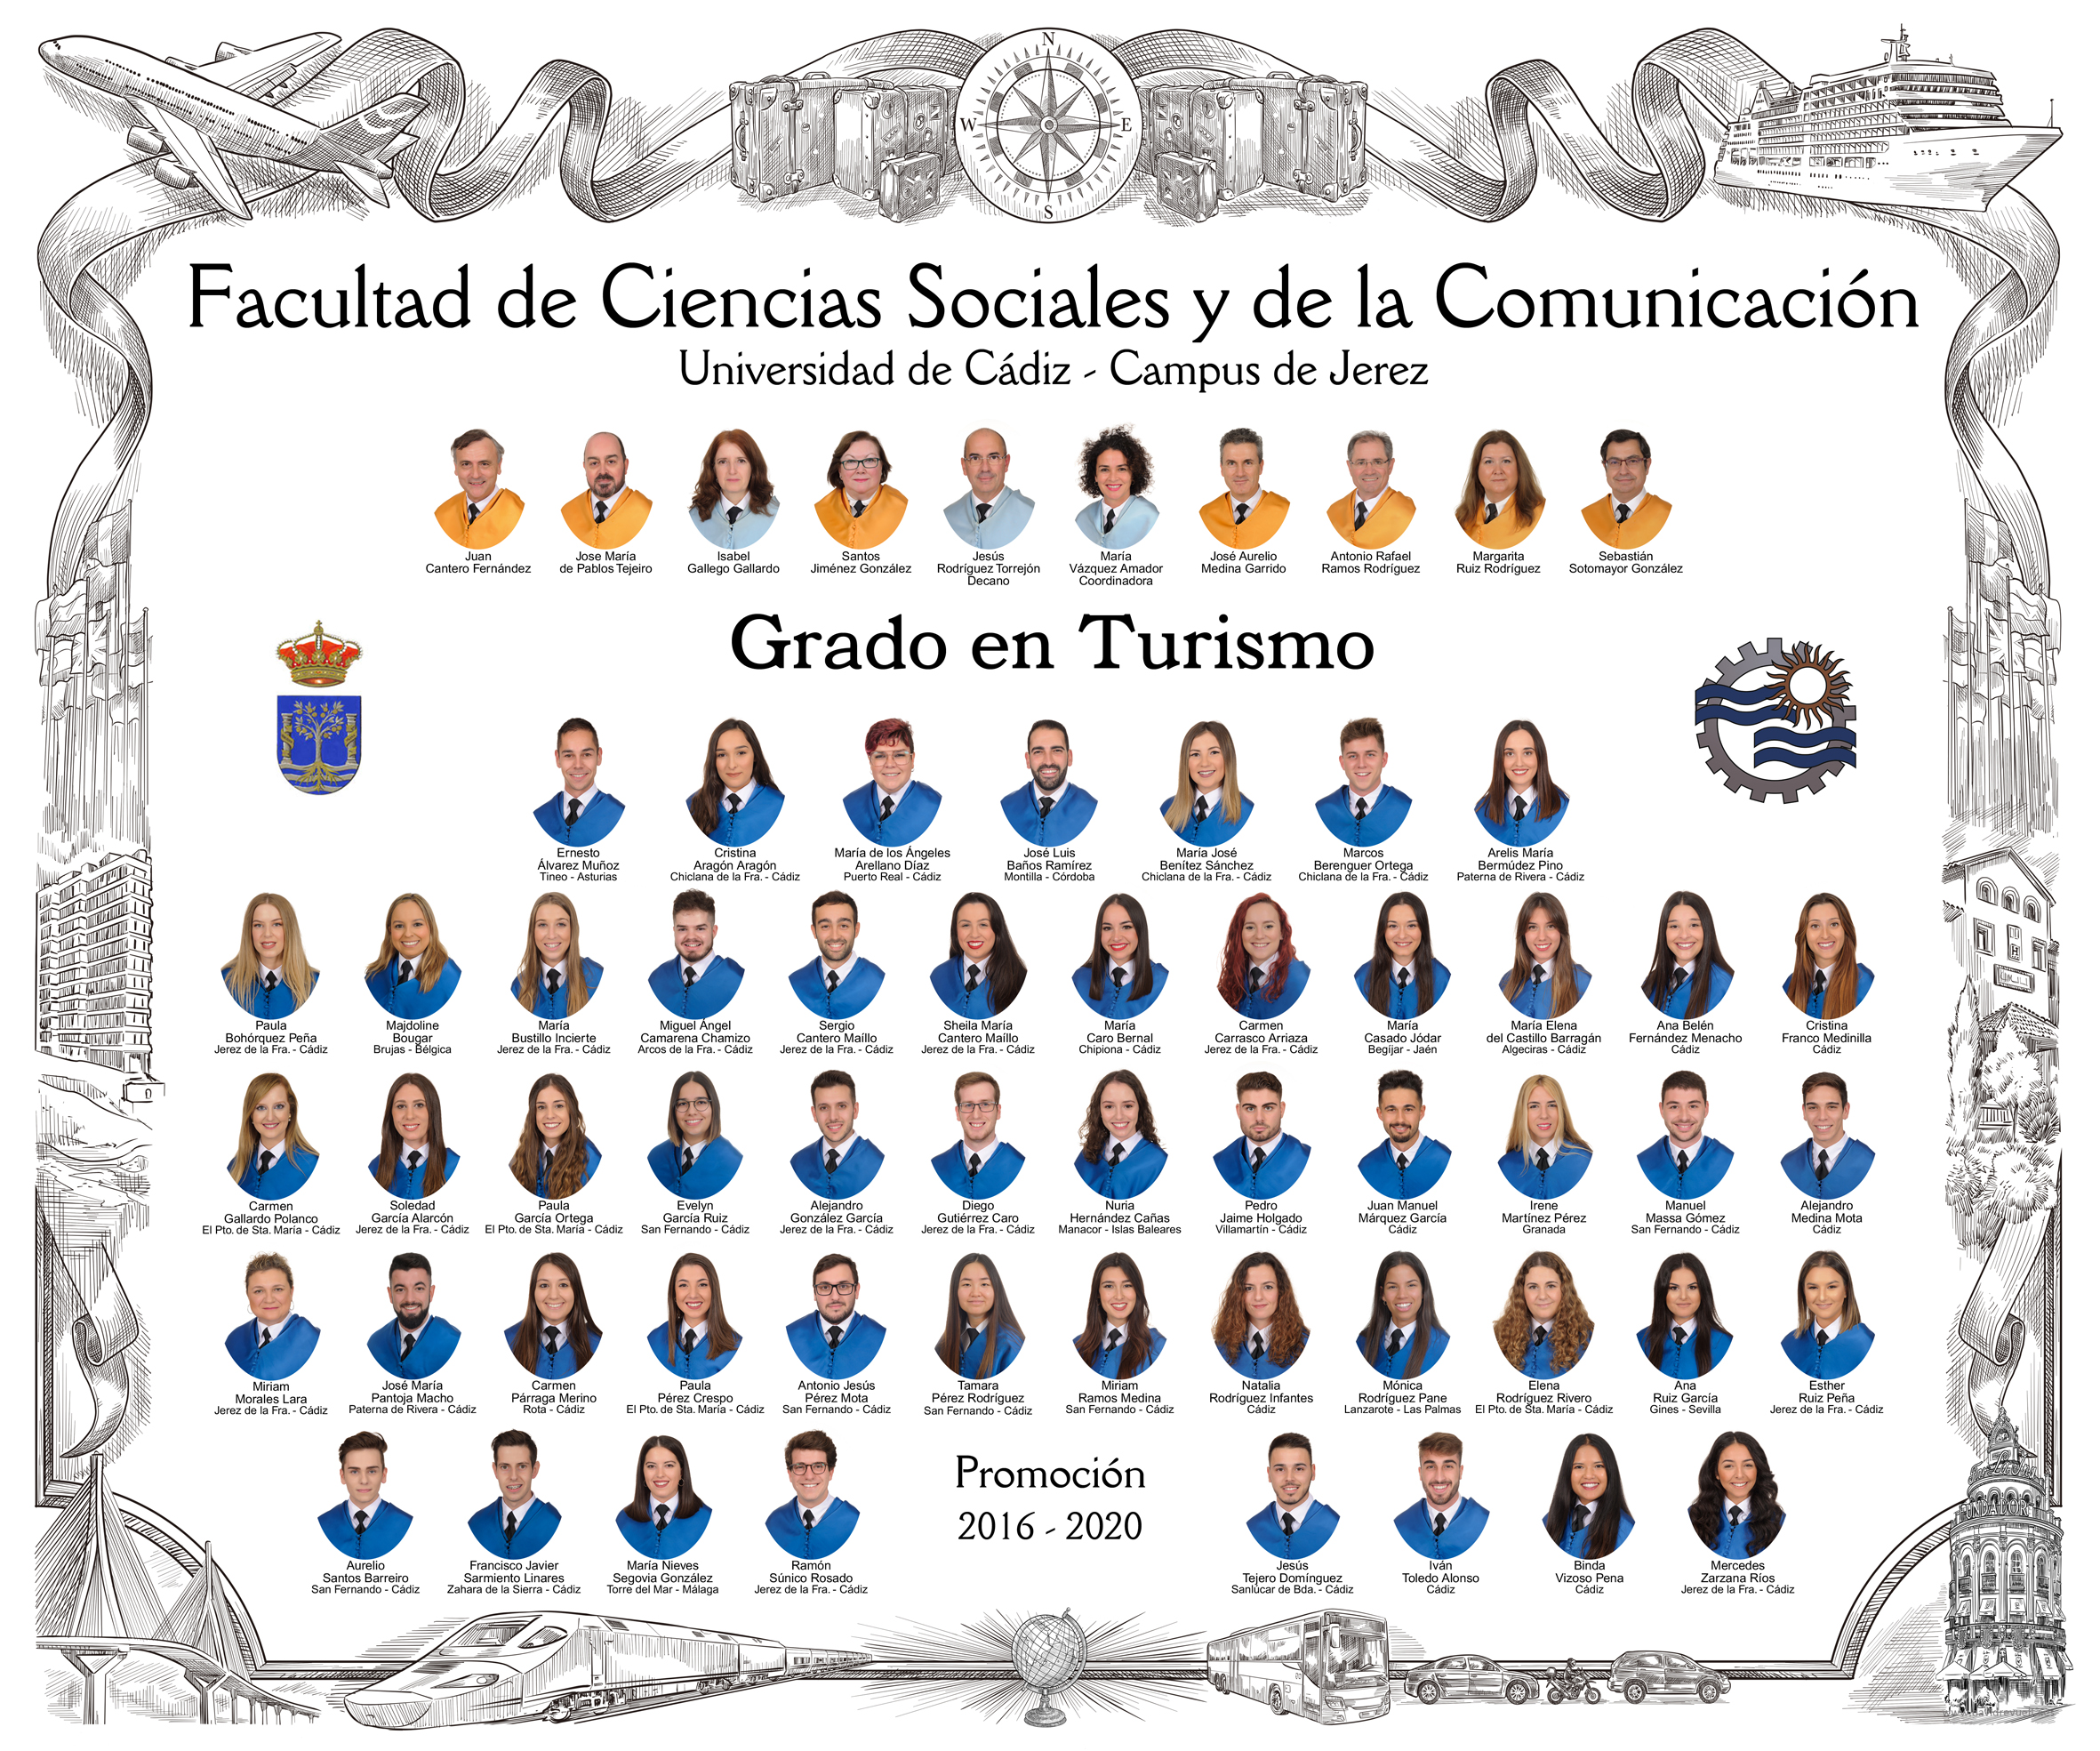 N
W
E
S
Facultad de Ciencias Sociales y de la Comunicación
Universidad de Cádiz - Campus de Jerez
Juan
Cantero Fernández
Jose María
de Pablos Tejeiro
Isabel
Gallego Gallardo
Santos
Jiménez González
Jesús
Rodríguez Torrejón
Decano
María
Vázquez Amador
Coordinadora
José Aurelio
Medina Garrido
Antonio Rafael
Ramos Rodríguez
Margarita
Ruiz Rodríguez
Sebastián
Sotomayor González
Grado en Turismo
Ernesto
Álvarez Muñoz
Tineo - Asturias
Cristina
Aragón Aragón
Chiclana de la Fra. - Cádiz
María de los Ángeles
Arellano Díaz
Puerto Real - Cádiz
José Luis
Baños Ramírez
Montilla - Córdoba
María José
Benítez Sánchez
Chiclana de la Fra. - Cádiz
Marcos
Berenguer Ortega
Chiclana de la Fra. - Cádiz
Arelis María
Bermúdez Pino
Paterna de Rivera - Cádiz
Paula
Bohórquez Peña
Jerez de la Fra. - Cádiz
Majdoline
Bougar
Brujas - Bélgica
María
Bustillo Incierte
Jerez de la Fra. - Cádiz
Miguel Ángel
Camarena Chamizo
Arcos de la Fra. - Cádiz
Sergio
Cantero Maíllo
Jerez de la Fra. - Cádiz
Sheila María
Cantero Maíllo
Jerez de la Fra. - Cádiz
María
Caro Bernal
Chipiona - Cádiz
Carmen
Carrasco Arriaza
Jerez de la Fra. - Cádiz
María
Casado Jódar
Begíjar - Jaén
María Elena
del Castillo Barragán
Algeciras - Cádiz
Ana Belén
Fernández Menacho
Cádiz
Cristina
Franco Medinilla
Cádiz
Carmen
Gallardo Polanco
El Pto. de Sta. María - Cádiz
Soledad
García Alarcón
Jerez de la Fra. - Cádiz
Paula
García Ortega
El Pto. de Sta. María - Cádiz
Evelyn
García Ruiz
San Fernando - Cádiz
Alejandro
González García
Jerez de la Fra. - Cádiz
Diego
Gutiérrez Caro
Jerez de la Fra. - Cádiz
Nuria
Hernández Cañas
Manacor - Islas Baleares
Pedro
Jaime Holgado
Villamartín - Cádiz
Juan Manuel
Márquez García
Cádiz
Irene
Martínez Pérez
Granada
Manuel
Massa Gómez
San Fernando - Cádiz
Alejandro
Medina Mota
Cádiz
Miriam
Morales Lara
Jerez de la Fra. - Cádiz
José María
Pantoja Macho
Paterna de Rivera - Cádiz
Carmen
Párraga Merino
Rota - Cádiz
Paula
Pérez Crespo
El Pto. de Sta. María - Cádiz
Antonio Jesús
Pérez Mota
San Fernando - Cádiz
Tamara
Pérez Rodríguez
San Fernando - Cádiz
Miriam
Ramos Medina
San Fernando - Cádiz
Natalia
Rodríguez Infantes
Cádiz
Mónica
Rodríguez Pane
Lanzarote - Las Palmas
Elena
Rodríguez Rivero
El Pto. de Sta. María - Cádiz
Ana
Ruiz García
Gines - Sevilla
Esther
Ruiz Peña
Jerez de la Fra. - Cádiz
Aurelio
Santos Barreiro
San Fernando - Cádiz
Francisco Javier
Sarmiento Linares
Zahara de la Sierra - Cádiz
María Nieves
Segovia González
Torre del Mar - Málaga
Ramón
Súnico Rosado
Jerez de la Fra. - Cádiz
Promoción
2016 - 2020
Jesús
Tejero Domínguez
Sanlúcar de Bda. - Cádiz
Iván
Toledo Alonso
Cádiz
Binda
Vizoso Pena
Cádiz
Mercedes
Zarzana Ríos
Jerez de la Fra. - Cádiz